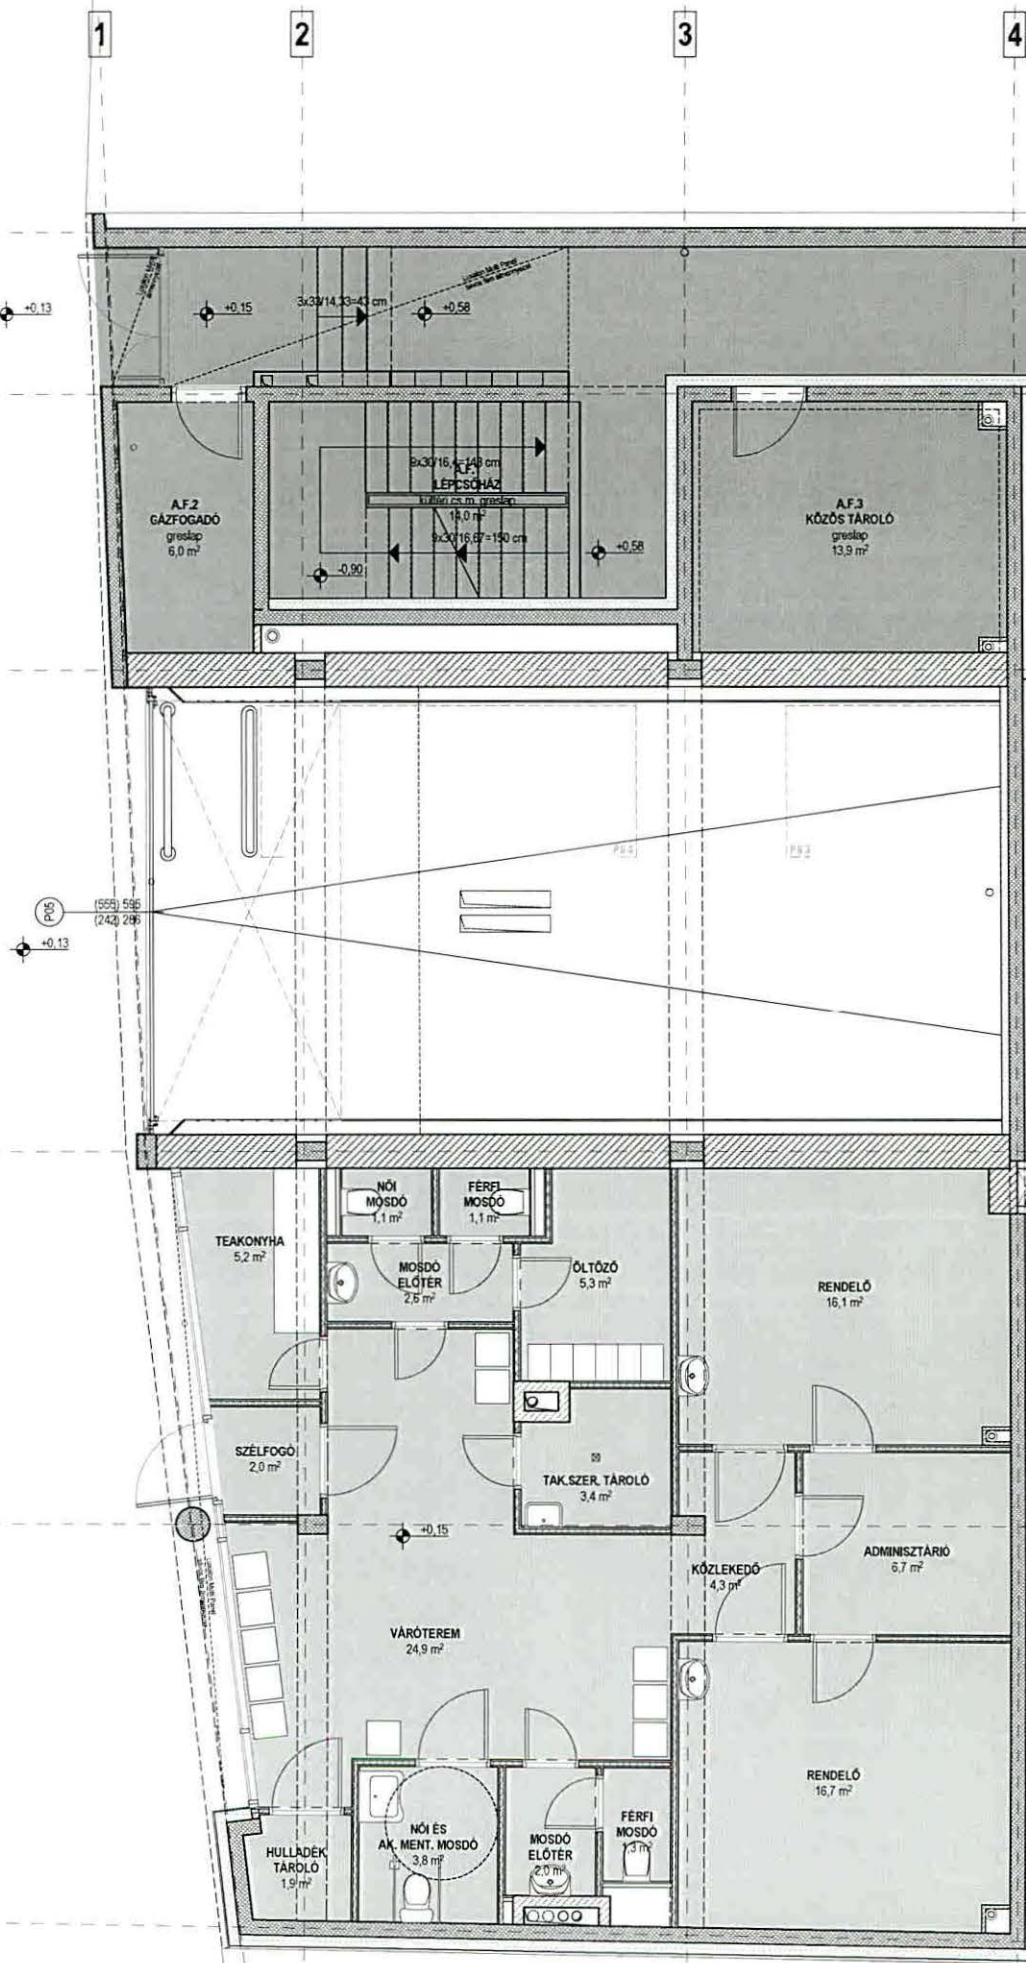 1
2
3
4
+0,13
+0,15
3x33/14,33=43 cm
+0,58
A.F.2
GÁZFOGADÓ
greslap
6,0 m²
LÉPCSŐHÁZ
kültéri cs.m. greslap
14,0 m²
9x30/16,67=150 cm
+0,58
-0,90
A.F.3
KÖZÖS TÁROLÓ
greslap
13,9 m²
P05
(555) 595
(242) 286
+0,13
NŐI
MOSDÓ
1,1 m²
FÉRFI
MOSDÓ
1,1 m²
TEAKONYHA
5,2 m²
MOSDÓ
ELŐTÉR
2,6 m²
ÖLTÖZŐ
5,3 m²
RENDELŐ
16,1 m²
SZÉLFOGÓ
2,0 m²
TAK.SZER. TÁROLÓ
3,4 m²
+0,15
KÖZLEKEDŐ
4,3 m²
ADMINISZTÁRIÓ
6,7 m²
VÁRÓTEREM
24,9 m²
RENDELŐ
16,7 m²
HULLADÉK
TÁROLÓ
1,9 m²
NŐI ÉS
AK. MENT. MOSDÓ
3,8 m²
MOSDÓ
ELŐTÉR
2,0 m²
FÉRFI
MOSDÓ
1,3 m²